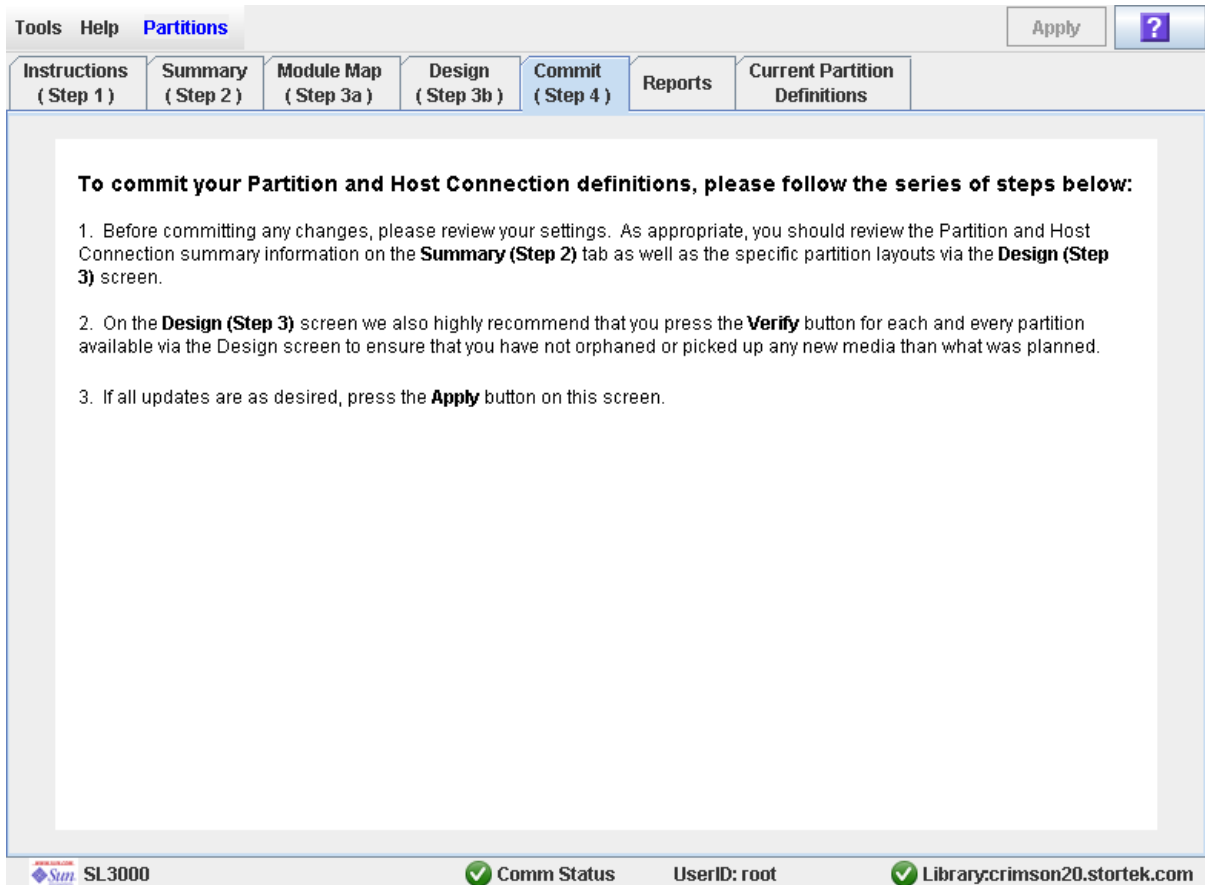 Tools Help Partitions
Apply
?
Instructions
( Step 1 )
Summary
( Step 2 )
Module Map
( Step 3a )
Design
( Step 3b )
Commit
( Step 4 )
Reports
Current Partition
Definitions
To commit your Partition and Host Connection definitions, please follow the series of steps below:
1. Before committing any changes, please review your settings. As appropriate, you should review the Partition and Host
Connection summary information on the Summary (Step 2) tab as well as the specific partition layouts via the Design (Step
3) screen.
2. On the Design (Step 3) screen we also highly recommend that you press the Verify button for each and every partition
available via the Design screen to ensure that you have not orphaned or picked up any new media than what was planned.
3. If all updates are as desired, press the Apply button on this screen.
Sun SL3000
Comm Status
UserID: root
Library:crimson20.stortek.com